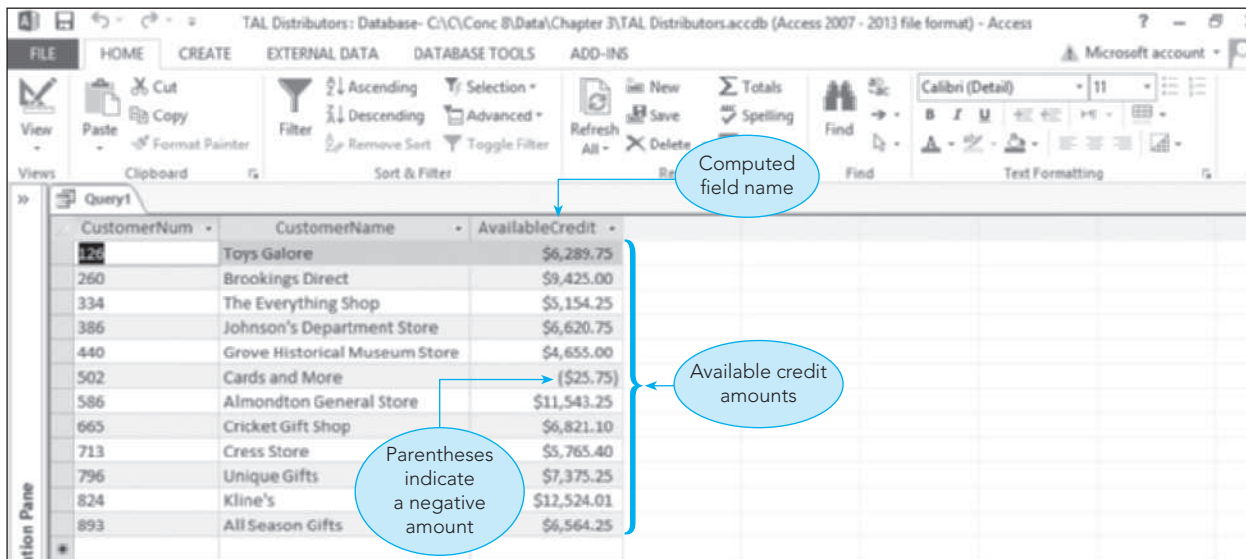 TAL Distributors : Database- C:\C\Conc 8\Data\Chapter 3\TAL Distributors.accdb (Access 2007 - 2013 file format) - Access ?
FILE HOME CREATE EXTERNAL DATA DATABASE TOOLS ADD-INS Microsoft account
View
Views
Paste
Cut
Copy
Format Painter
Clipboard
Filter
Ascending
Descending
Remove Sort
Selection
Advanced
Toggle Filter
Sort & Filter
Refresh
All
New
Save
Delete
Totals
Spelling
Re
Find
Find
Calibri (Detail) 11
B I U
A
Text Formatting
Computed
field name
Query1
CustomerNum CustomerName AvailableCredit
126 Toys Galore $6,289.75
260 Brookings Direct $9,425.00
334 The Everything Shop $5,154.25
386 Johnson's Department Store $6,620.75
440 Grove Historical Museum Store $4,655.00
502 Cards and More ($25.75)
586 Almondton General Store $11,543.25
665 Cricket Gift Shop $6,821.10
713 Cress Store $5,765.40
796 Unique Gifts $7,375.25
824 Kline's $12,524.01
893 All Season Gifts $6,564.25
Available credit
amounts
Parentheses
indicate
a negative
amount
tion Pane